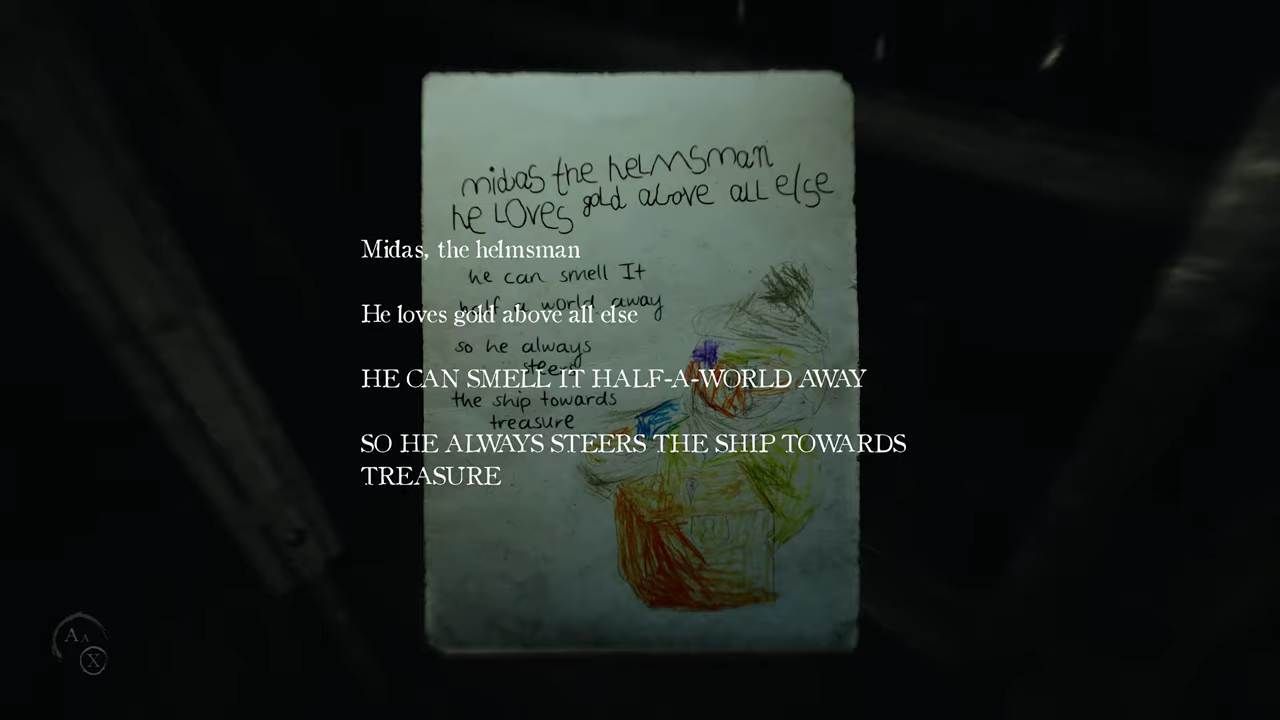 midas the helmsman
he LOVes gold above all else
Midas, the helmsman
he can smell It
half a world away
He loves gold above all else
so he always
steers
HE CAN SMELL IT HALF-A-WORLD AWAY
the ship towards
treasure
SO HE ALWAYS STEERS THE SHIP TOWARDS
TREASURE
A A
X